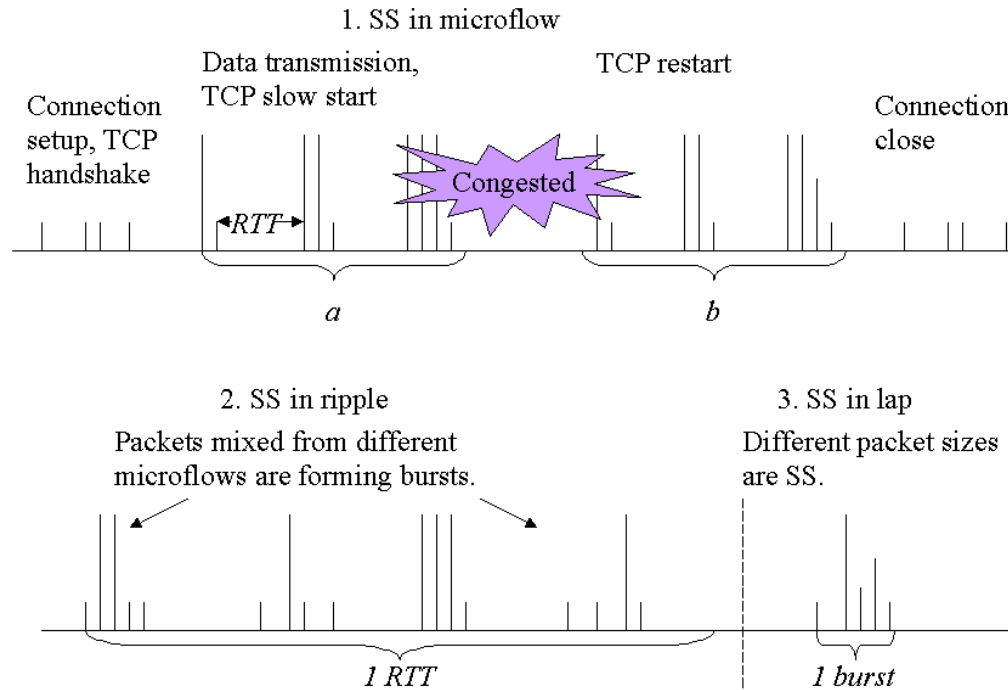 1. SS in microflow
Data transmission,
TCP slow start
TCP restart
Connection
setup, TCP
handshake
Connection
close
Congested
RTT
a
b
2. SS in ripple
Packets mixed from different
microflows are forming bursts.
3. SS in lap
Different packet sizes
are SS.
1 RTT
1 burst